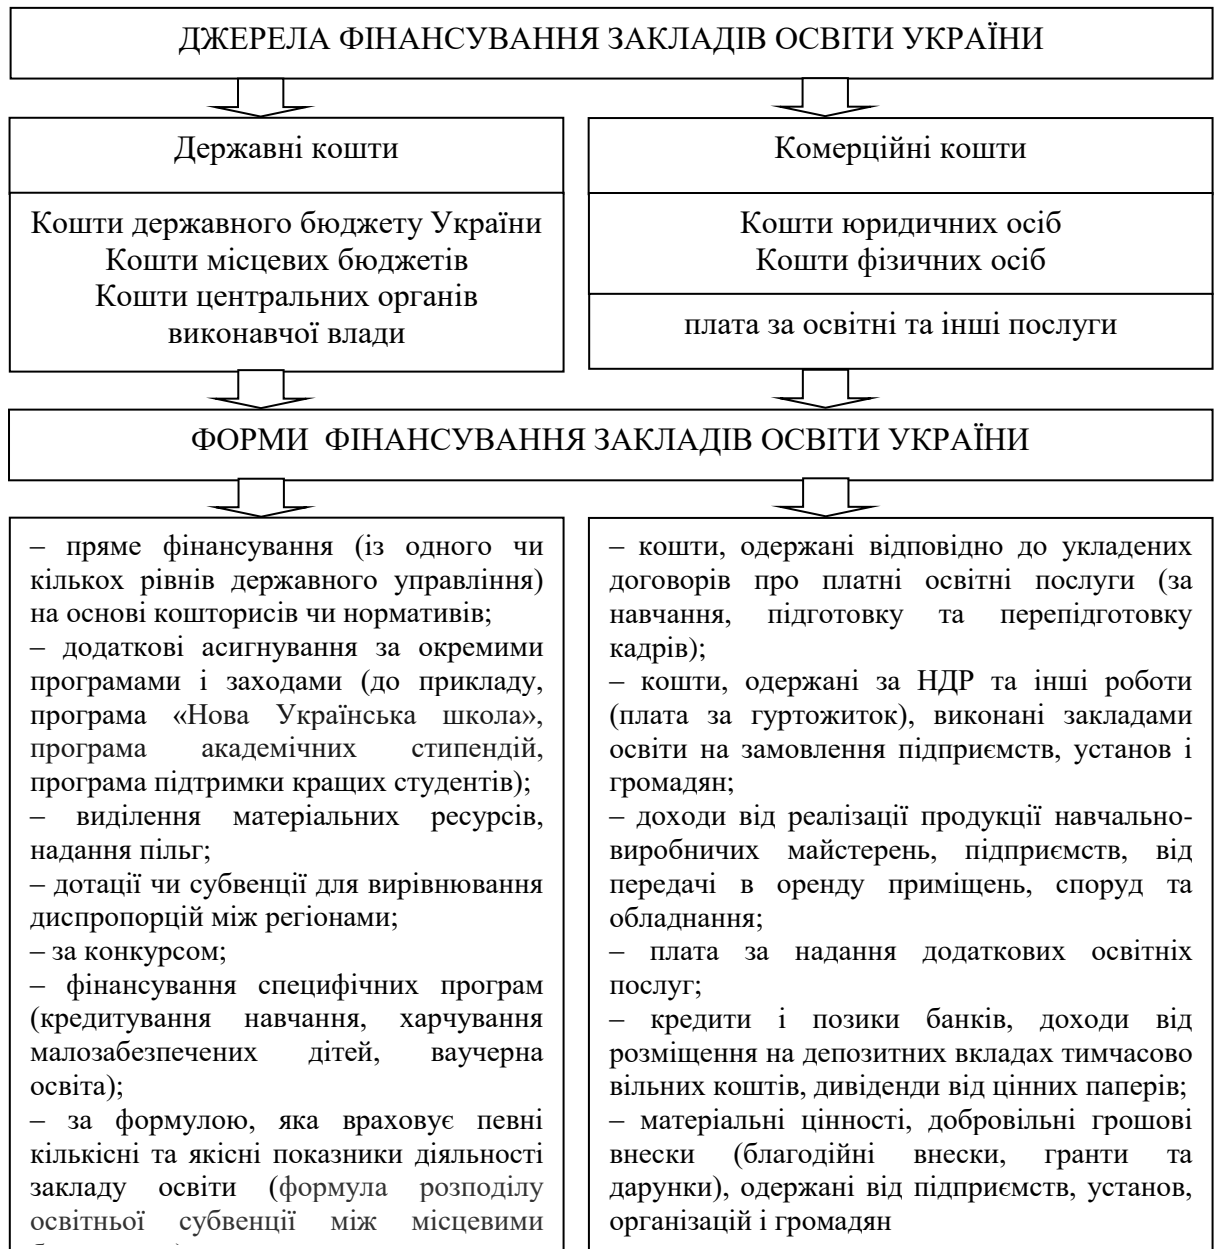 ДЖЕРЕЛА ФІНАНСУВАННЯ ЗАКЛАДІВ ОСВІТИ УКРАЇНИ
Державні кошти
Кошти державного бюджету України
Кошти місцевих бюджетів
Кошти центральних органів
виконавчої влади
Комерційні кошти
Кошти юридичних осіб
Кошти фізичних осіб
плата за освітні та інші послуги
ФОРМИ ФІНАНСУВАННЯ ЗАКЛАДІВ ОСВІТИ УКРАЇНИ
– пряме фінансування (із одного чи
кількох рівнів державного управління)
на основі кошторисів чи нормативів;
– додаткові асигнування за окремими
програмами і заходами (до прикладу,
програма «Нова Українська школа»,
програма академічних стипендій,
програма підтримки кращих студентів);
– виділення матеріальних ресурсів,
надання пільг;
– дотації чи субвенції для вирівнювання
диспропорцій між регіонами;
– за конкурсом;
– фінансування специфічних програм
(кредитування навчання, харчування
малозабезпечених дітей, ваучерна
освіта);
– за формулою, яка враховує певні
кількісні та якісні показники діяльності
закладу освіти (формула розподілу
освітньої субвенції між місцевими
– кошти, одержані відповідно до укладених
договорів про платні освітні послуги (за
навчання, підготовку та перепідготовку
кадрів);
– кошти, одержані за НДР та інші роботи
(плата за гуртожиток), виконані закладами
освіти на замовлення підприємств, установ і
громадян;
– доходи від реалізації продукції навчально-
виробничих майстерень, підприємств, від
передачі в оренду приміщень, споруд та
обладнання;
– плата за надання додаткових освітніх
послуг;
– кредити і позики банків, доходи від
розміщення на депозитних вкладах тимчасово
вільних коштів, дивіденди від цінних паперів;
– матеріальні цінності, добровільні грошові
внески (благодійні внески, гранти та
дарунки), одержані від підприємств, установ,
організацій і громадян